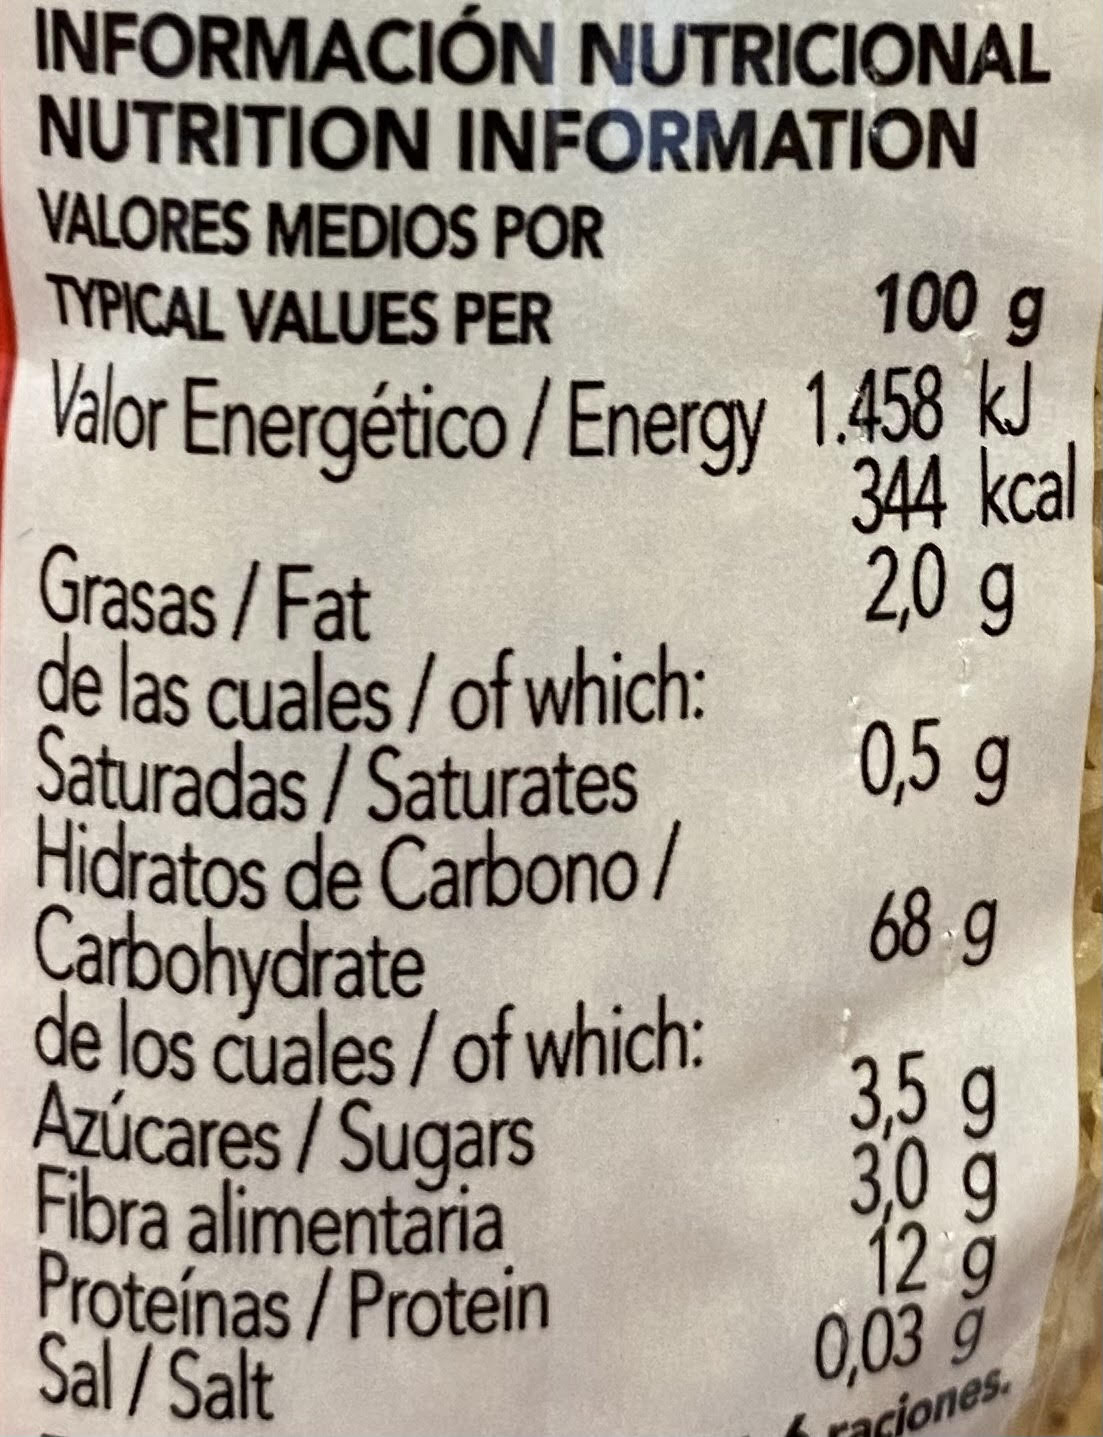 INFORMACIÓN NUTRICIONAL
NUTRITION INFORMATION
VALORES MEDIOS POR
TYPICAL VALUES PER 100 g
Valor Energético / Energy 1.458 kJ
344 kcal
Grasas / Fat 2,0 g
de las cuales / of which:
Saturadas / Saturates 0,5 g
Hidratos de Carbono /
Carbohydrate 68 g
de los cuales / of which:
Azúcares / Sugars 3,5 g
Fibra alimentaria 3,0 g
Proteínas / Protein 12 g
Sal / Salt 0,03 g
raciones.